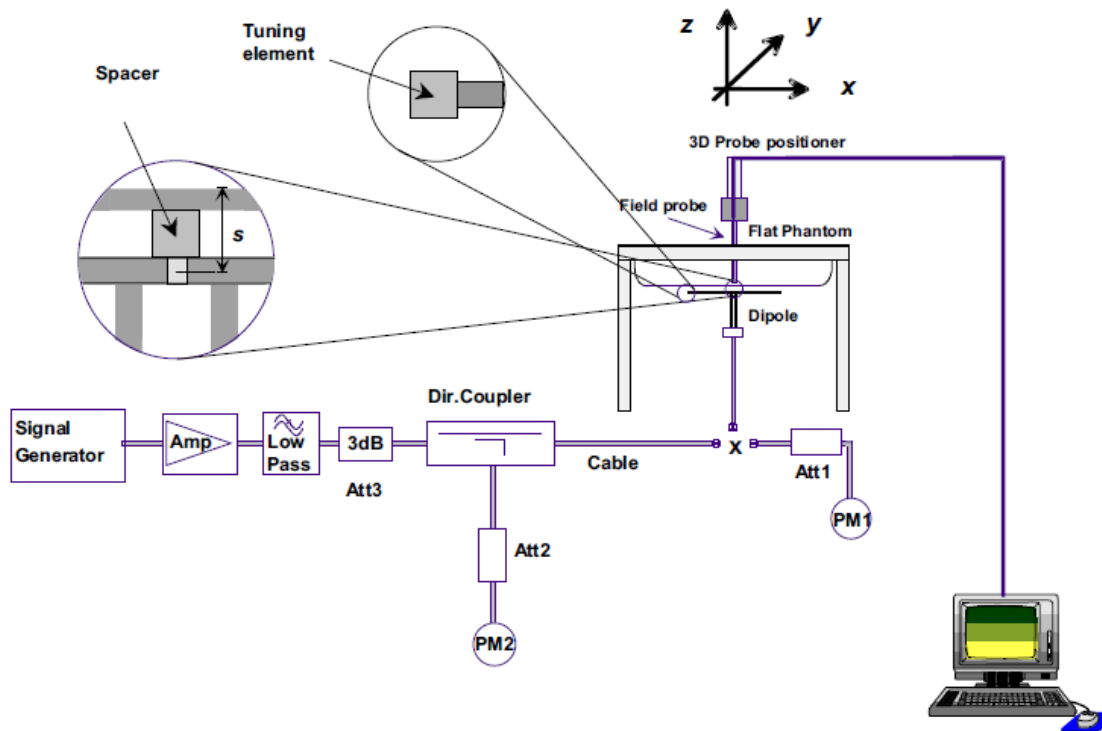 Tuning
element
z
y
x
Spacer
3D Probe positioner
Field probe
Flat Phantom
s
Dipole
Dir.Coupler
Signal
Generator
Amp
Low
Pass
3dB
Att3
Cable
X
Att1
PM1
Att2
PM2